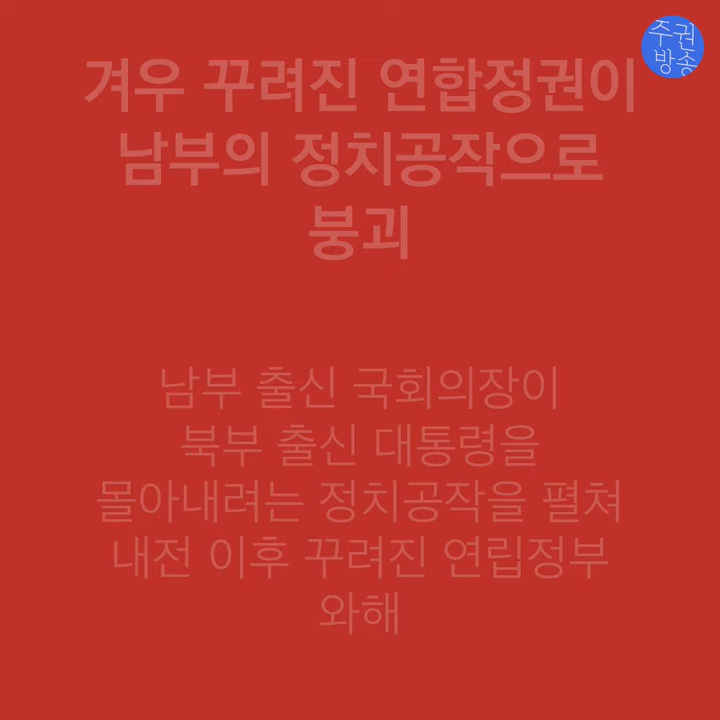 주권
방송
겨우 꾸려진 연합정권이
남부의 정치공작으로
붕괴
남부 출신 국회의장이
북부 출신 대통령을
몰아내려는 정치공작을 펼쳐
내전 이후 꾸려진 연립정부
와해